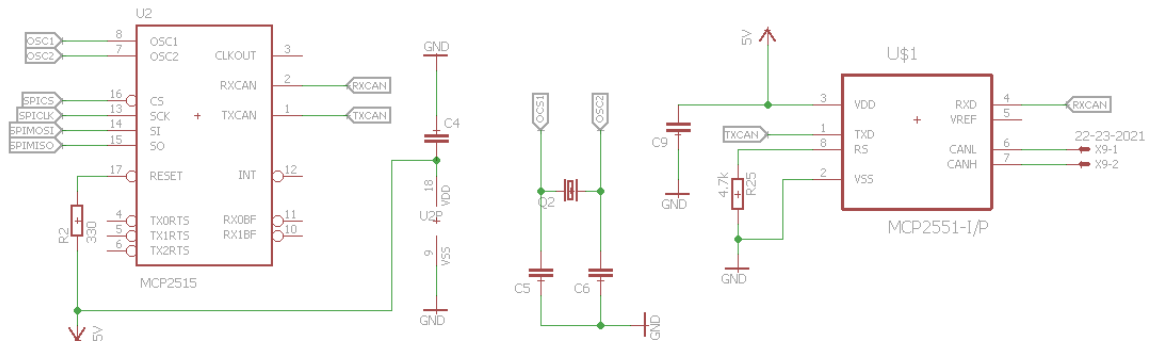 U2
OSC1
OSC2
8
7
OSC1
OSC2
CLKOUT
3
RXCAN
2
RXCAN
SPICS
SPICLK
SPIMOSI
SPIMISO
16
13
14
15
CS
SCK
SI
SO
TXCAN
1
TXCAN
17
RESET
INT
12
R2
330
4
5
6
TX0RTS
TX1RTS
TX2RTS
RX0BF
RX1BF
11
10
MCP2515
5V
GND
C4
18
VDD
U2P
9
VSS
GND
OCS1
OSC2
Q2
C5
C6
GND
5V
C9
GND
TXCAN
4.7k
R25
GND
U$1
3
1
8
2
VDD
TXD
RS
VSS
RXD
VREF
CANL
CANH
4
5
6
7
RXCAN
22-23-2021
X9-1
X9-2
MCP2551-I/P